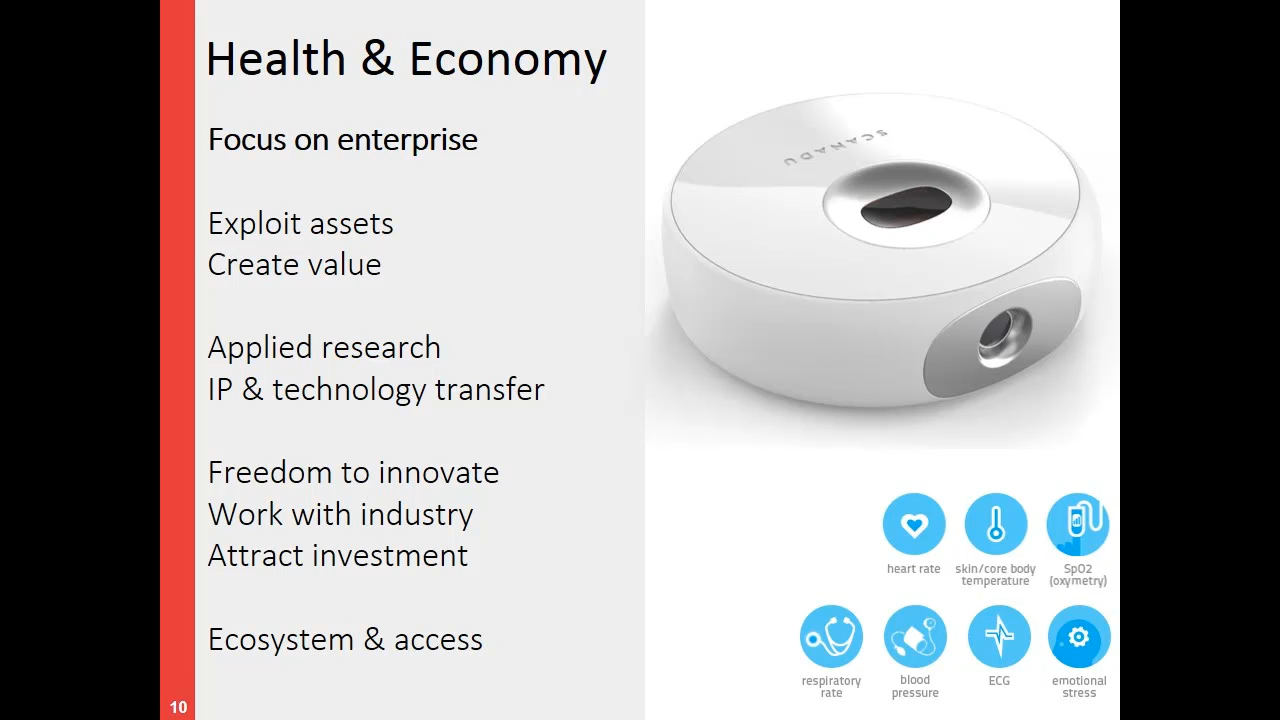 Health & Economy
Focus on enterprise
Exploit assets
Create value
Applied research
IP & technology transfer
Freedom to innovate
Work with industry
Attract investment
Ecosystem & access
10
SCANADU
heart rate
skin/core body
temperature
SpO2
(oxymetry)
respiratory
rate
blood
pressure
ECG
emotional
stress